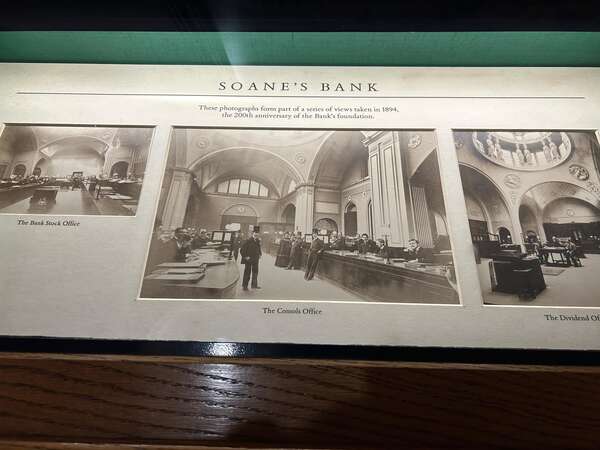 SOANE'S BANK
These photographs form part of a series of views taken in 1894,
the 200th anniversary of the Bank's foundation.
The Bank Stock Office
The Consols Office
The Dividend Of